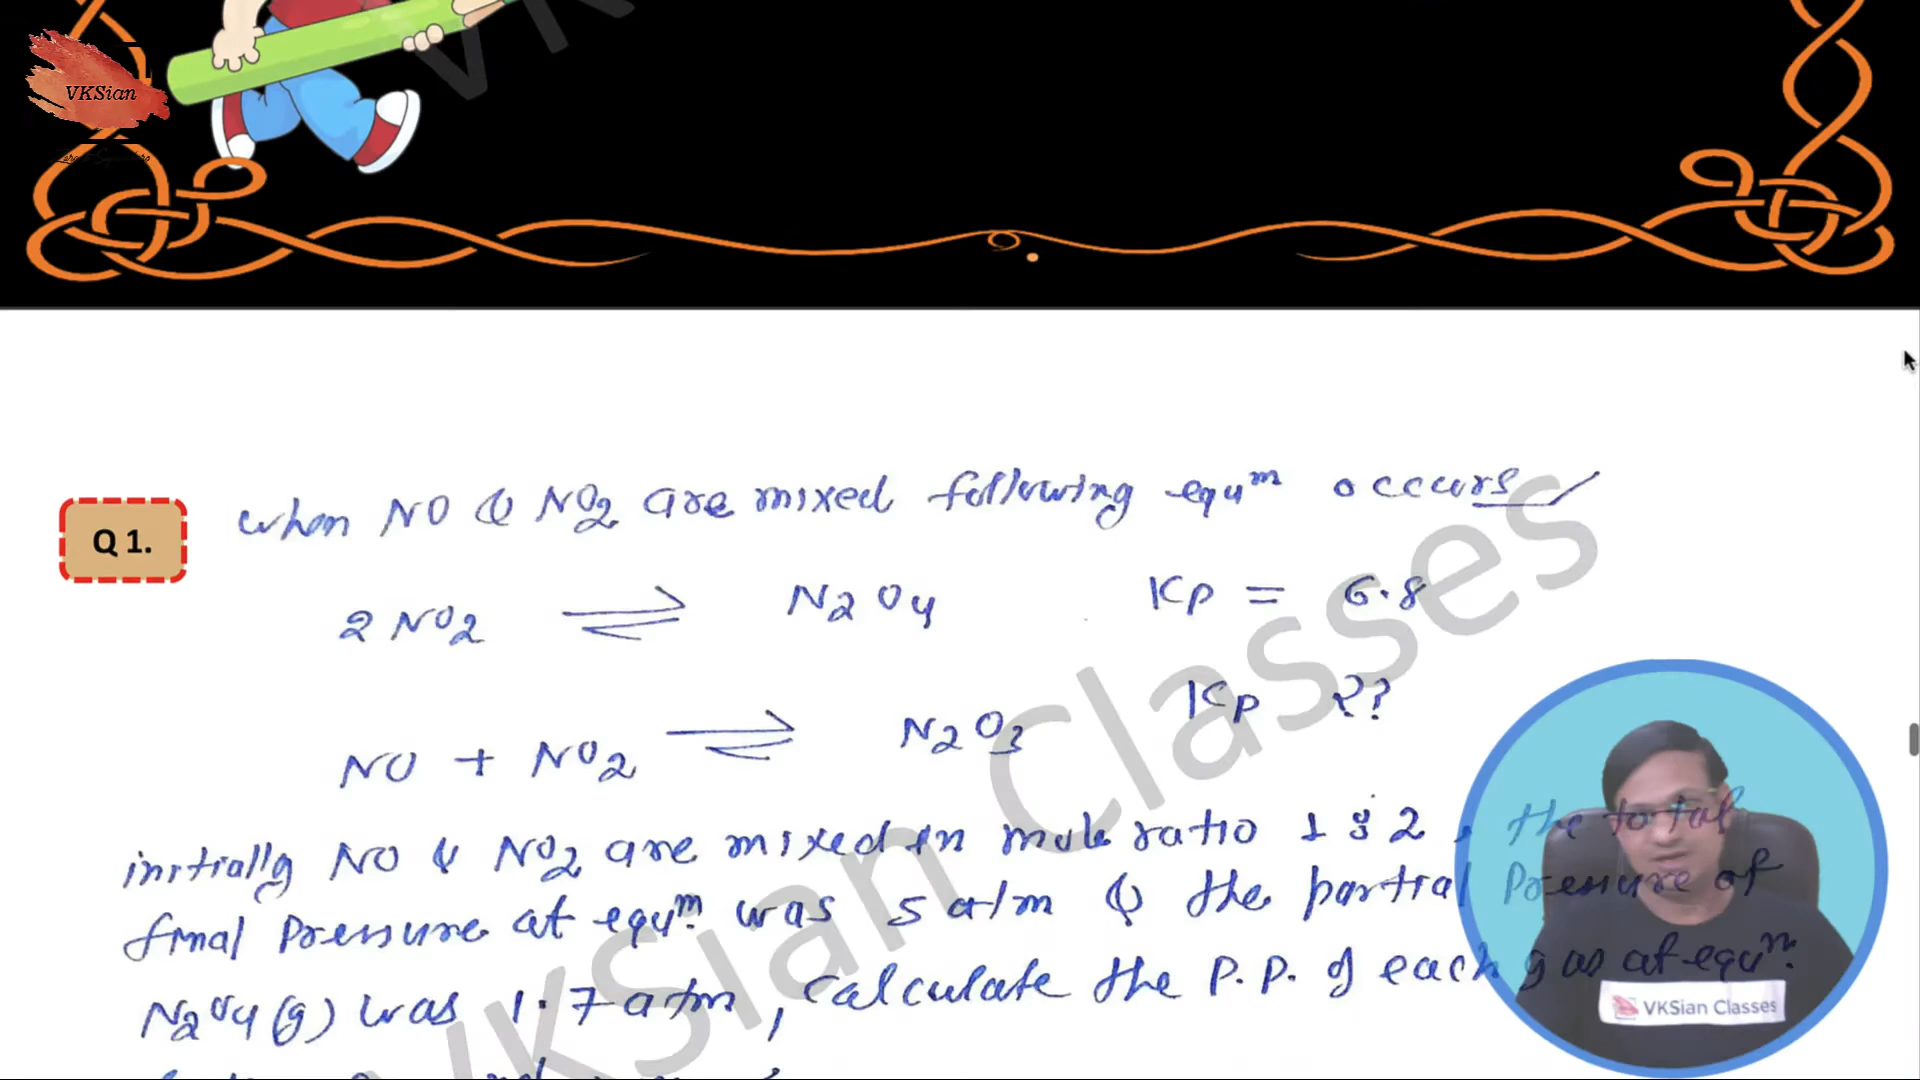 VKSian
VK
Q 1.
when NO & NO2 are mixed following equm occurs
2 NO2 ⇌ N2O4 Kp = 6.8
NO + NO2 ⇌ N2O3 Kp ??
initially NO & NO2 are mixed in mole ratio 1:2, the total
final Pressure at equm. was 5 atm & the partial Pressure of
N2O4(g) was 1.7 atm, calculate the P.P. of each gas at equm.
VKSian Classes
VKSian Classes